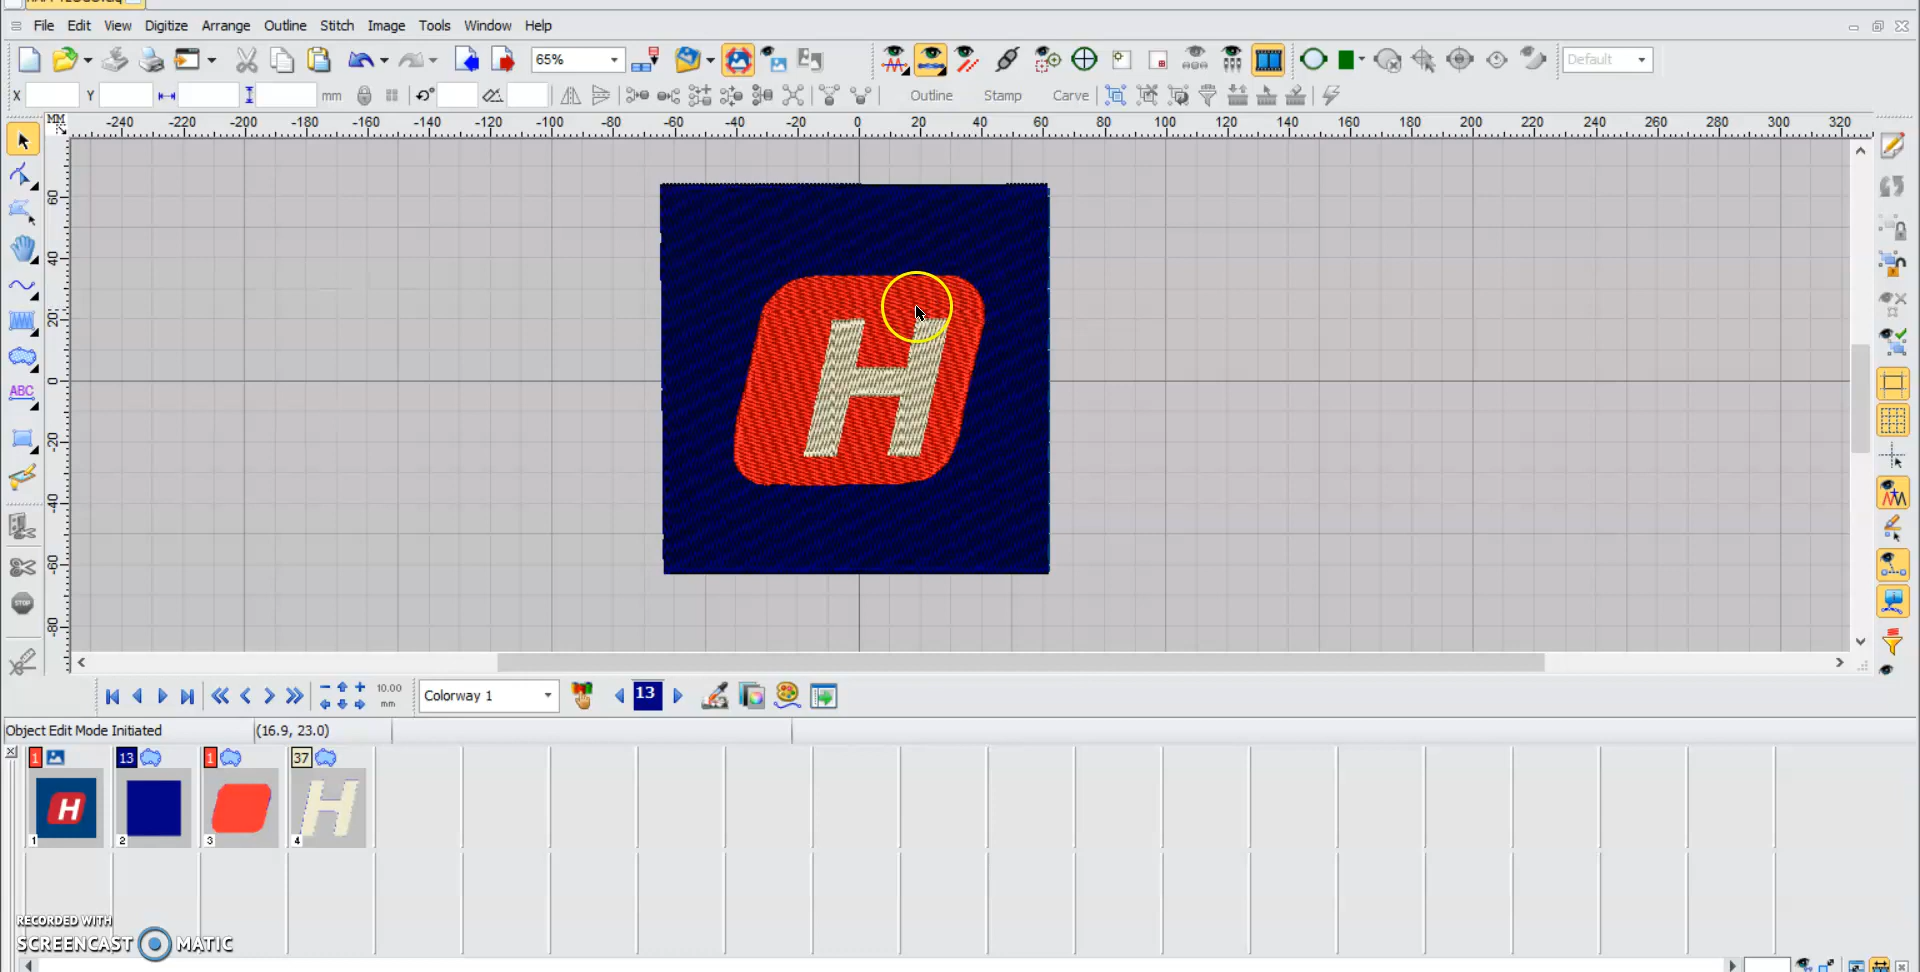 File Edit View Digitize Arrange Outline Stitch Image Tools Window Help
65% Default
X Y mm Outline Stamp Carve
MM -240 -220 -200 -180 -160 -140 -120 -100 -80 -60 -40 -20 0 20 40 60 80 100 120 140 160 180 200 220 240 260 280 300 320
60
40
20
0
-20
-40
-60
-80
ABC
STOP
H
10.00
mm
Colorway 1
13
Object Edit Mode Initiated (16.9, 23.0)
1 13 1 37
H H
1 2 3 4
RECORDED WITH
SCREENCAST MATIC